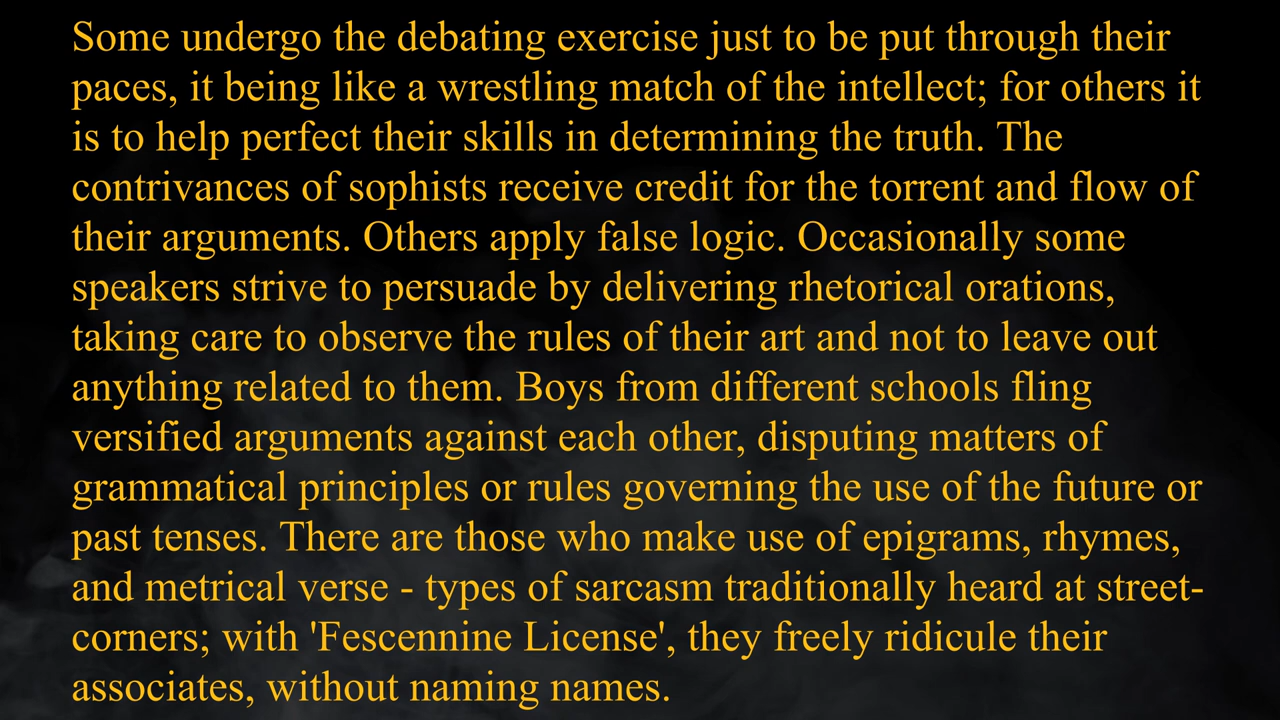 Some undergo the debating exercise just to be put through their
paces, it being like a wrestling match of the intellect; for others it
is to help perfect their skills in determining the truth. The
contrivances of sophists receive credit for the torrent and flow of
their arguments. Others apply false logic. Occasionally some
speakers strive to persuade by delivering rhetorical orations,
taking care to observe the rules of their art and not to leave out
anything related to them. Boys from different schools fling
versified arguments against each other, disputing matters of
grammatical principles or rules governing the use of the future or
past tenses. There are those who make use of epigrams, rhymes,
and metrical verse - types of sarcasm traditionally heard at street-
corners; with 'Fescennine License', they freely ridicule their
associates, without naming names.